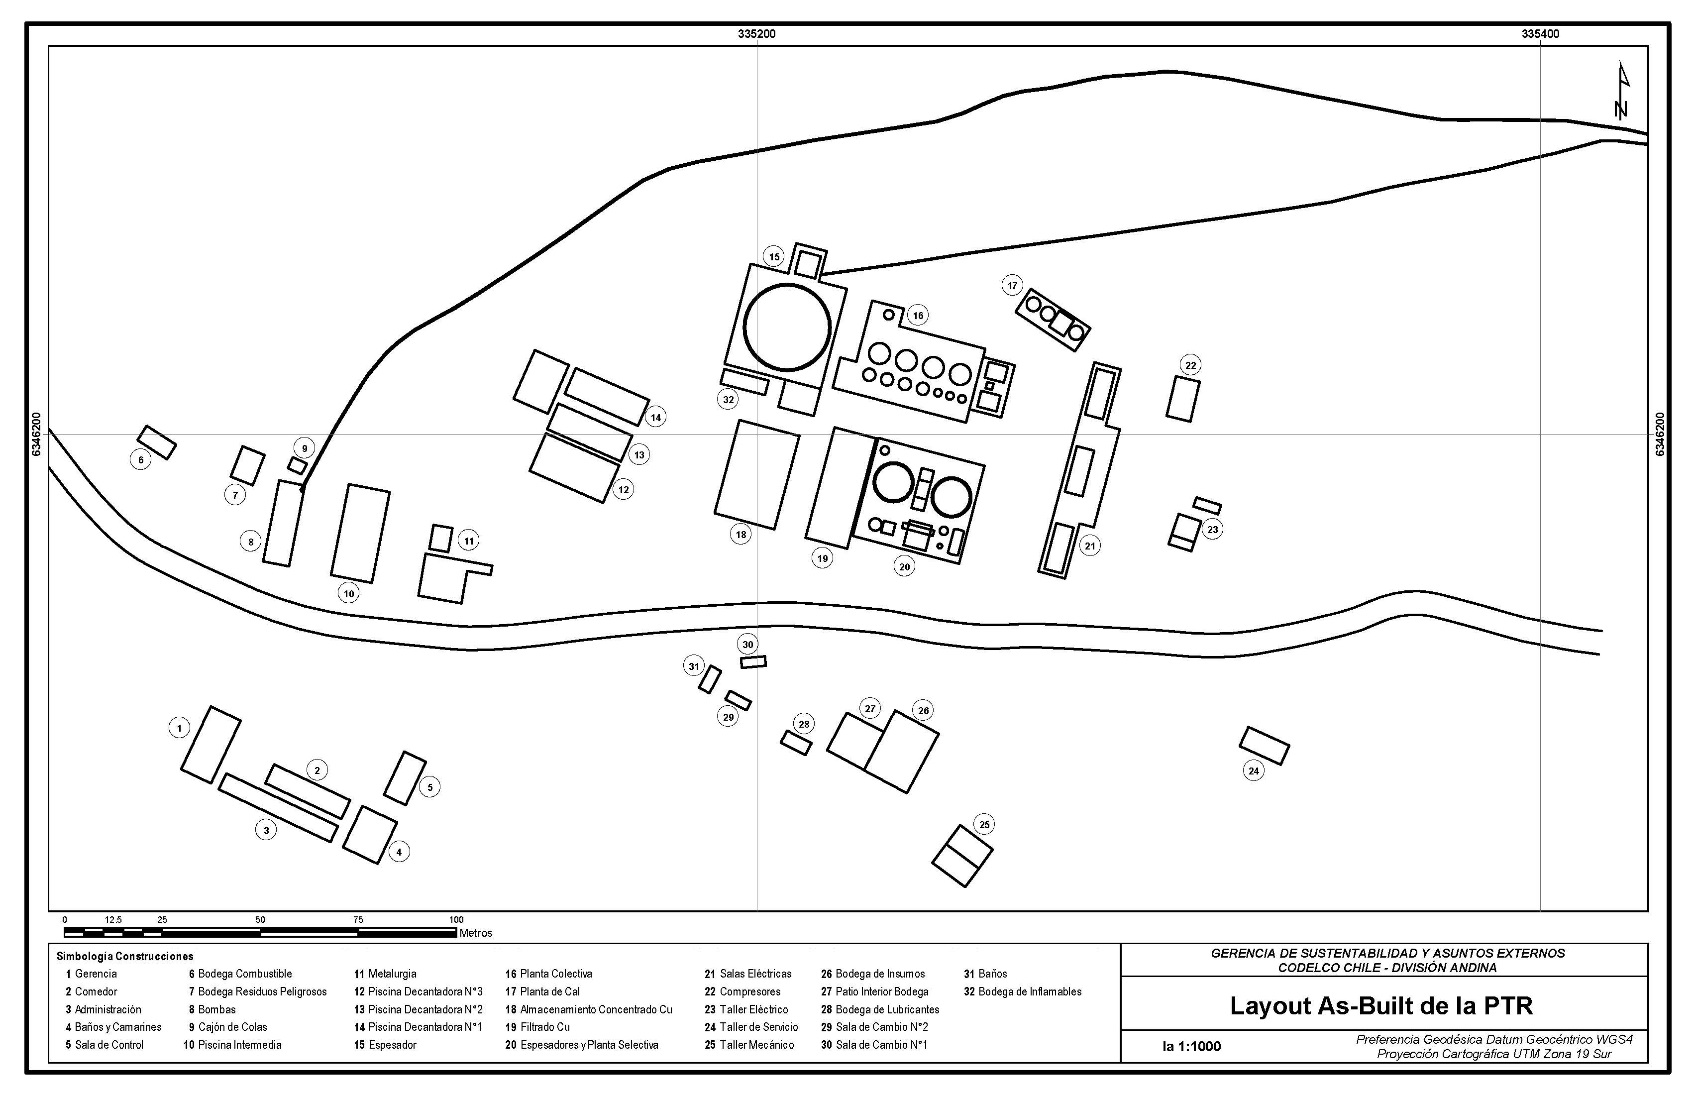 335200
335400
N
6346200
6346200
15
17
16
22
32
14
13
12
9
6
7
8
10
11
18
19
20
21
23
30
31
29
28
27
26
25
24
1
2
3
4
5
0 12.5 25 50 75 100
Metros
Simbología Construcciones
1 Gerencia
2 Comedor
3 Administración
4 Baños y Camarines
5 Sala de Control
6 Bodega Combustible
7 Bodega Residuos Peligrosos
8 Bombas
9 Cajón de Colas
10 Piscina Intermedia
11 Metalurgia
12 Piscina Decantadora N°3
13 Piscina Decantadora N°2
14 Piscina Decantadora N°1
15 Espesador
16 Planta Colectiva
17 Planta de Cal
18 Almacenamiento Concentrado Cu
19 Filtrado Cu
20 Espesadores y Planta Selectiva
21 Salas Eléctricas
22 Compresores
23 Taller Eléctrico
24 Taller de Servicio
25 Taller Mecánico
26 Bodega de Insumos
27 Patio Interior Bodega
28 Bodega de Lubricantes
29 Sala de Cambio N°2
30 Sala de Cambio N°1
31 Baños
32 Bodega de Inflamables
GERENCIA DE SUSTENTABILIDAD Y ASUNTOS EXTERNOS
CODELCO CHILE - DIVISIÓN ANDINA
Layout As-Built de la PTR
la 1:1000
Preferencia Geodésica Datum Geocéntrico WGS4
Proyección Cartográfica UTM Zona 19 Sur